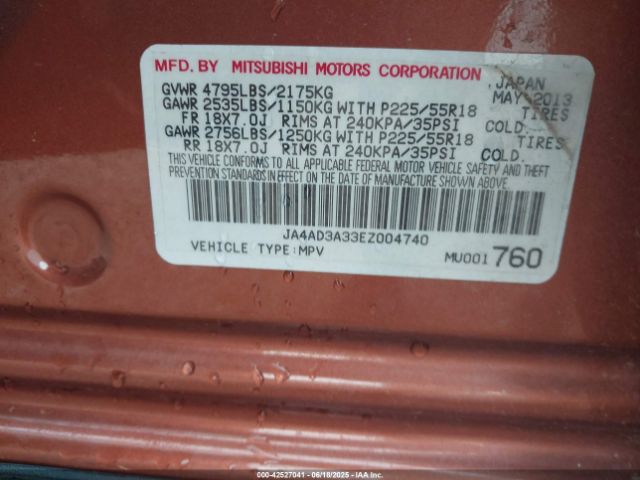 MFD. BY MITSUBISHI MOTORS CORPORATION JAPAN
GVWR 4795LBS/2175KG MAY 2013
GAWR 2535LBS/1150KG WITH P225/55R18 TIRES
FR 18X7.0J RIMS AT 240KPA/35PSI COLD.
GAWR 2756LBS/1250KG WITH P225/55R18 TIRES
RR 18X7.0J RIMS AT 240KPA/35PSI COLD.
THIS VEHICLE CONFORMS TO ALL APPLICABLE FEDERAL MOTOR VEHICLE SAFETY AND THEFT
PREVENTION STANDARDS IN EFFECT ON THE DATE OF MANUFACTURE SHOWN ABOVE.
JA4AD3A33EZ004740
VEHICLE TYPE:MPV MU001 760
00-42527041 - 06/18/2025 - © IAA Holdings, LLC